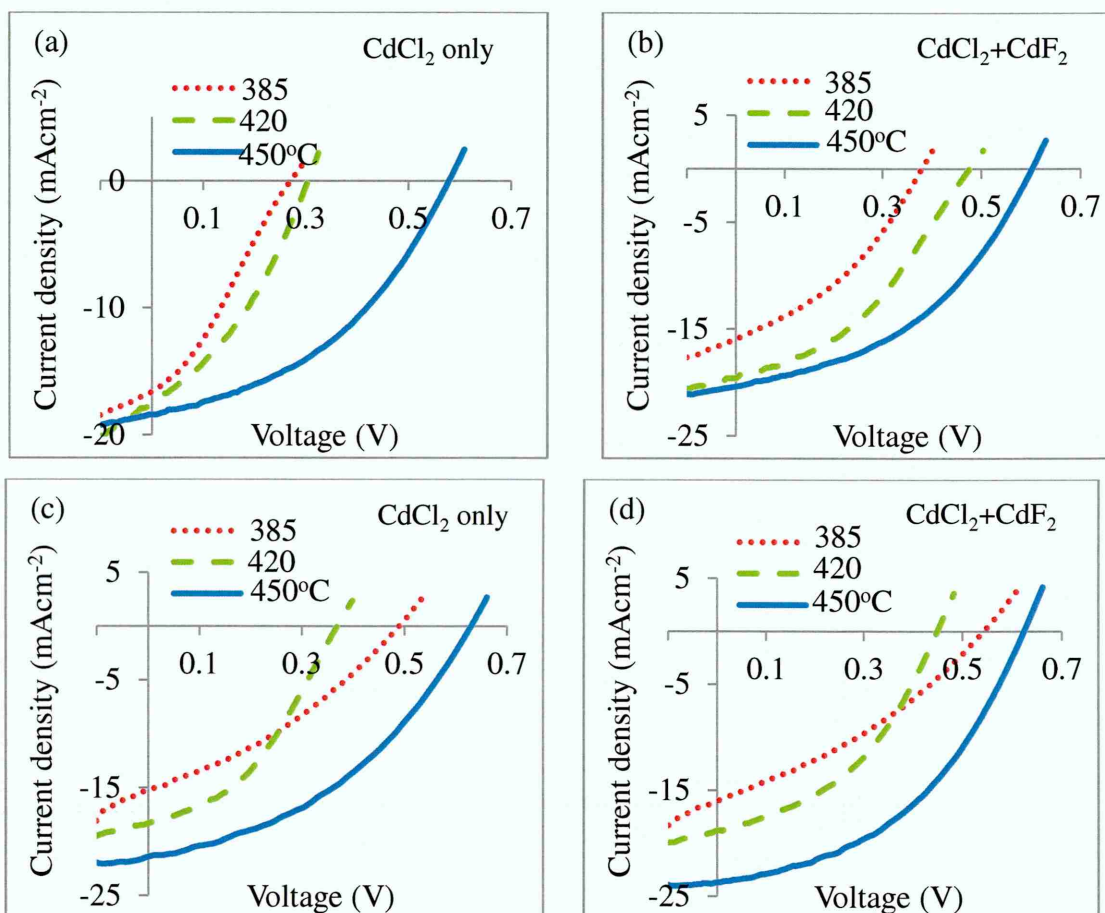 (a)
CdCl₂ only
385
420
450°C
0
0.1
0.3
0.5
0.7
-10
-20
Current density (mAcm⁻²)
Voltage (V)
(b)
CdCl₂+CdF₂
385
420
450°C
5
0.1
0.3
0.5
0.7
-5
-15
-25
Current density (mAcm⁻²)
Voltage (V)
(c)
CdCl₂ only
385
420
450°C
5
0.1
0.3
0.5
0.7
-5
-15
-25
Current density (mAcm⁻²)
Voltage (V)
(d)
CdCl₂+CdF₂
385
420
450°C
5
0.1
0.3
0.5
0.7
-5
-15
-25
Current density (mAcm⁻²)
Voltage (V)